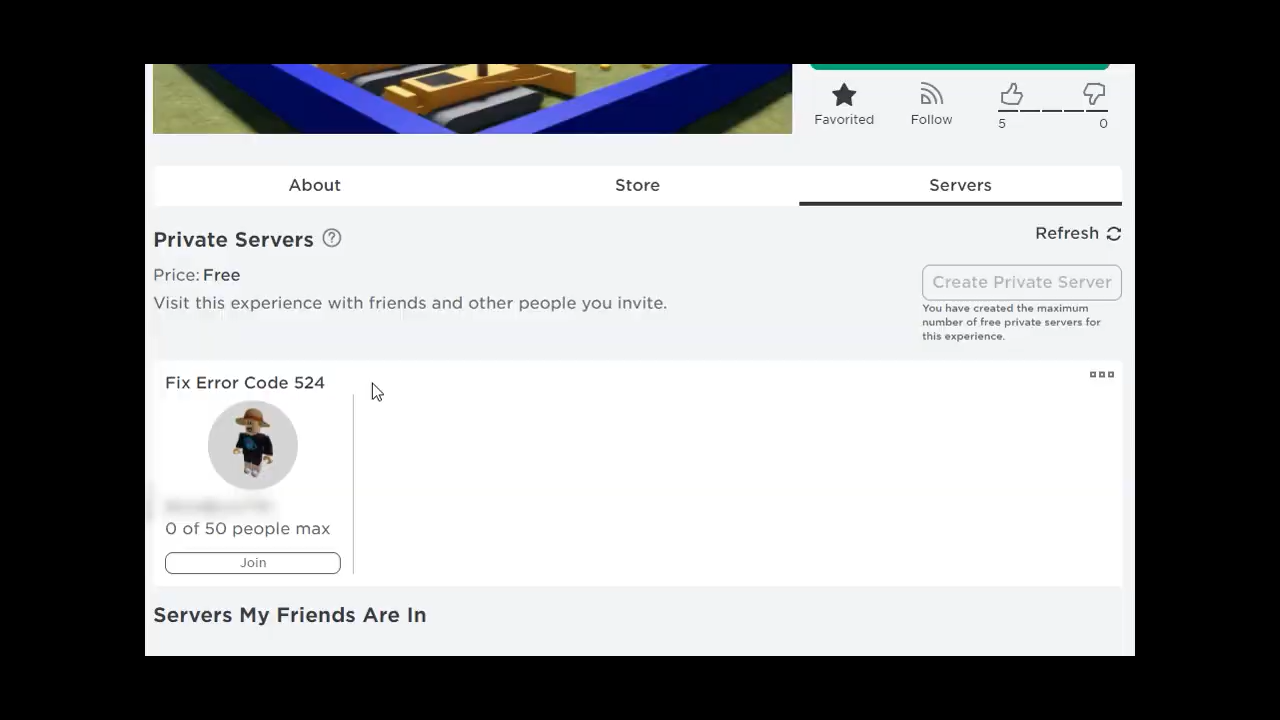 Favorited
Follow
5
0
About
Store
Servers
Private Servers
Refresh
Price: Free
Create Private Server
Visit this experience with friends and other people you invite.
You have created the maximum
number of free private servers for
this experience.
Fix Error Code 524
0 of 50 people max
Join
Servers My Friends Are In